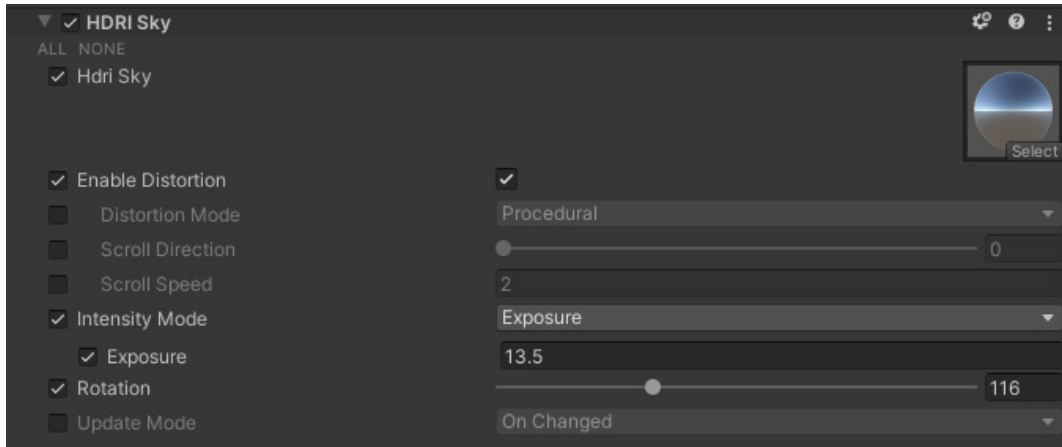 HDRI Sky
ALL NONE
Hdri Sky
Select
Enable Distortion
Distortion Mode Procedural
Scroll Direction 0
Scroll Speed 2
Intensity Mode Exposure
Exposure 13.5
Rotation 116
Update Mode On Changed